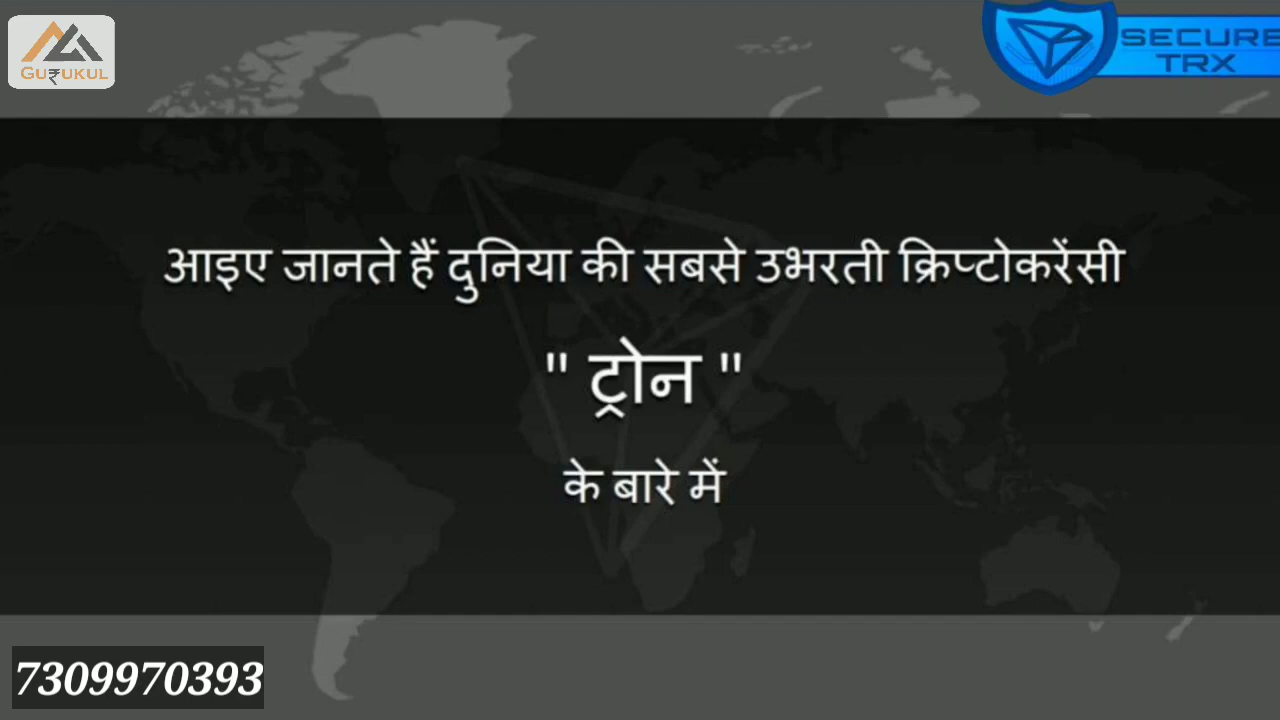 GURUKUL
SECURE
TRX
आइए जानते हैं दुनिया की सबसे उभरती क्रिप्टोकरेंसी
" ट्रोन "
के बारे में
7309970393